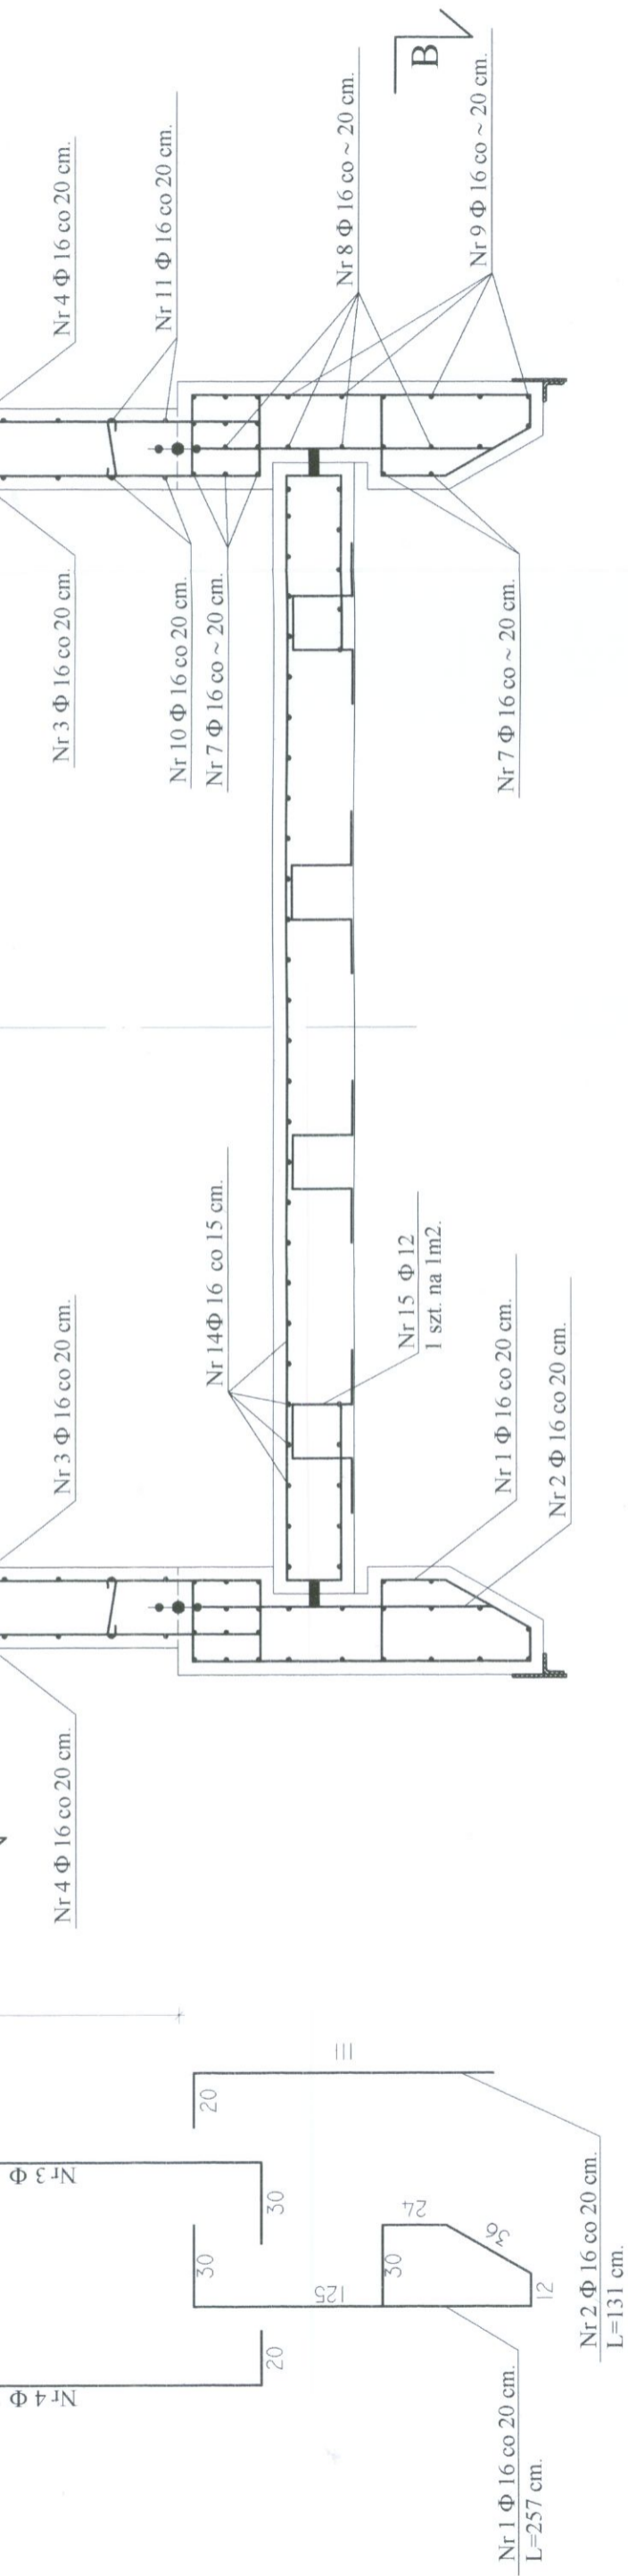 Nr 4 Φ
Nr 3 Φ
Nr 4 Φ 16 co 20 cm.
Nr 3 Φ 16 co 20 cm.
Nr 3 Φ 16 co 20 cm.
Nr 4 Φ 16 co 20 cm.
Nr 11 Φ 16 co 20 cm.
Nr 10 Φ 16 co 20 cm.
Nr 7 Φ 16 co ~ 20 cm.
Nr 14Φ 16 co 15 cm.
30
20
20
30
125
111
Nr 8 Φ 16 co ~ 20 cm.
30
24
Nr 15 Φ 12
1 szt. na 1m2.
B
Nr 9 Φ 16 co ~ 20 cm.
36
12
Nr 1 Φ 16 co 20 cm.
L=257 cm.
Nr 1 Φ 16 co 20 cm.
Nr 7 Φ 16 co ~ 20 cm.
Nr 2 Φ 16 co 20 cm.
Nr 2 Φ 16 co 20 cm.
L=131 cm.